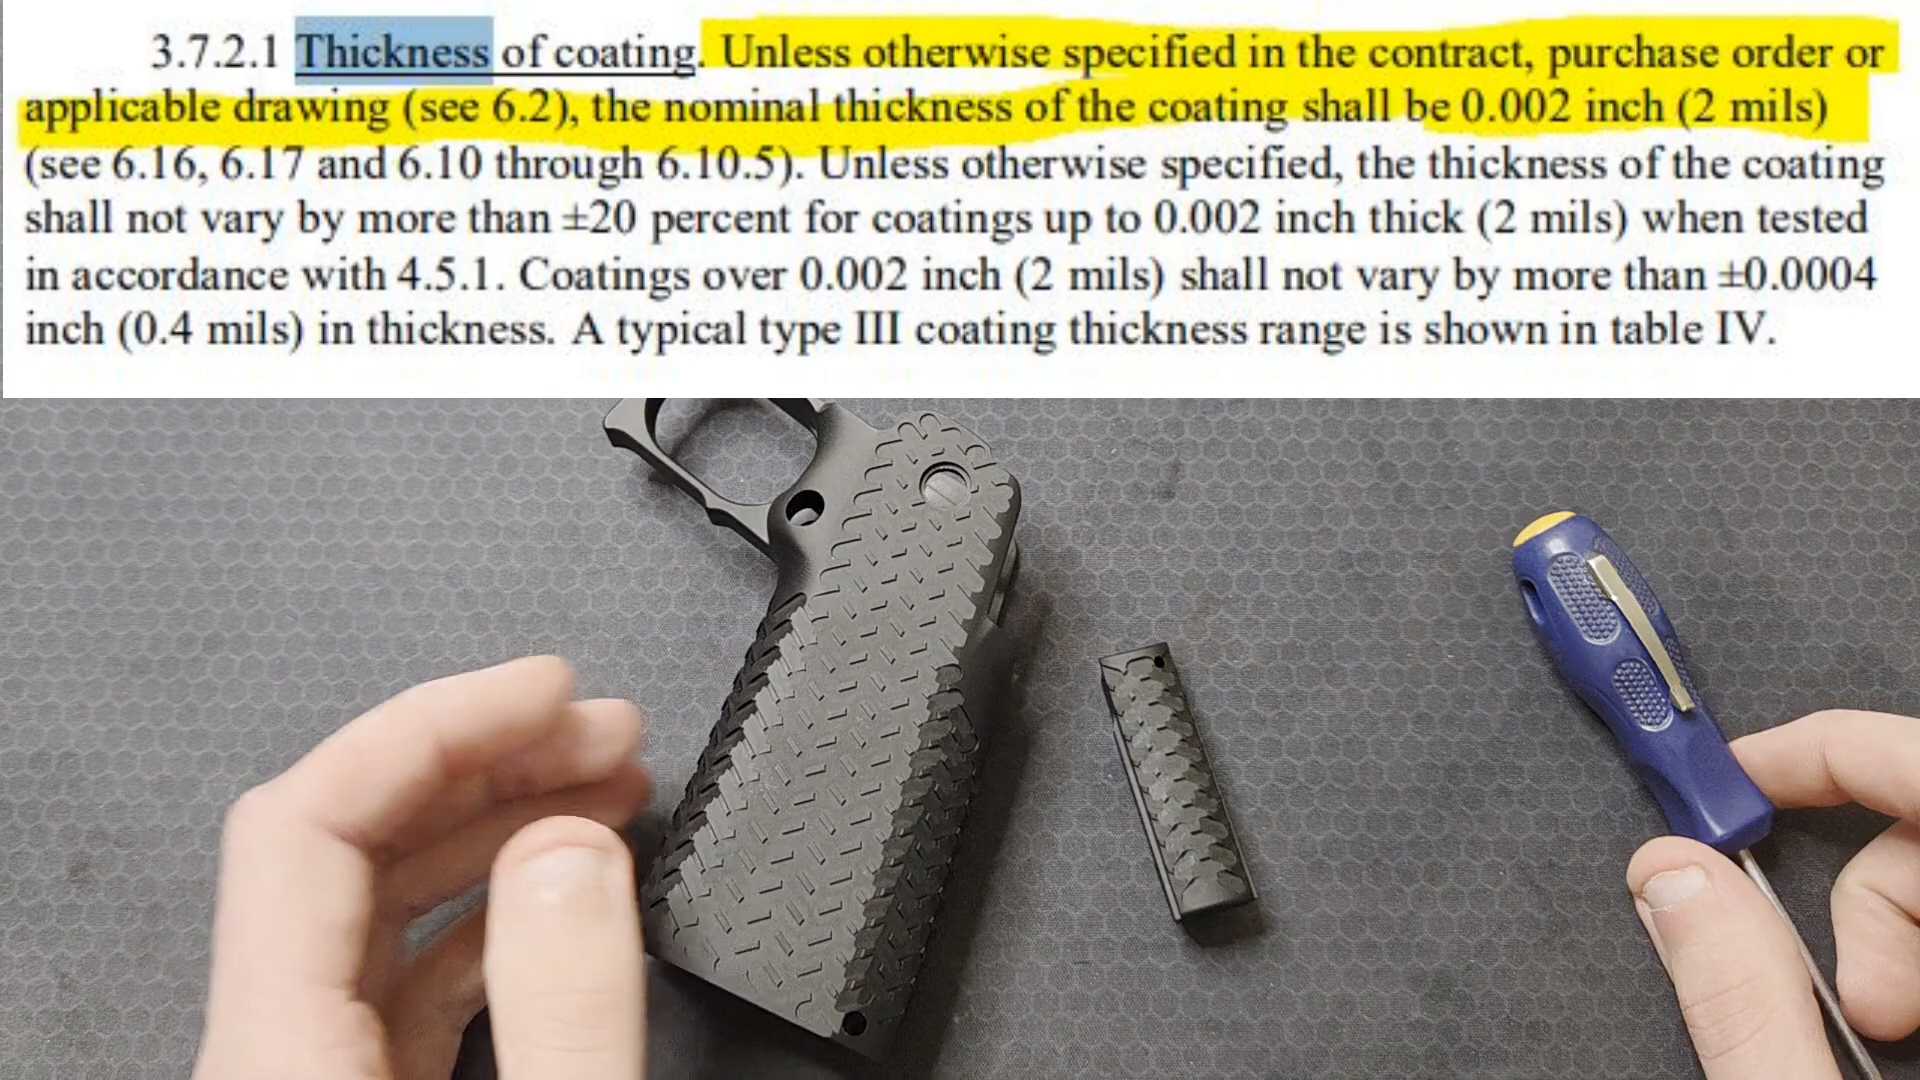 3.7.2.1 Thickness of coating. Unless otherwise specified in the contract, purchase order or
applicable drawing (see 6.2), the nominal thickness of the coating shall be 0.002 inch (2 mils)
(see 6.16, 6.17 and 6.10 through 6.10.5). Unless otherwise specified, the thickness of the coating
shall not vary by more than ±20 percent for coatings up to 0.002 inch thick (2 mils) when tested
in accordance with 4.5.1. Coatings over 0.002 inch (2 mils) shall not vary by more than ±0.0004
inch (0.4 mils) in thickness. A typical type III coating thickness range is shown in table IV.